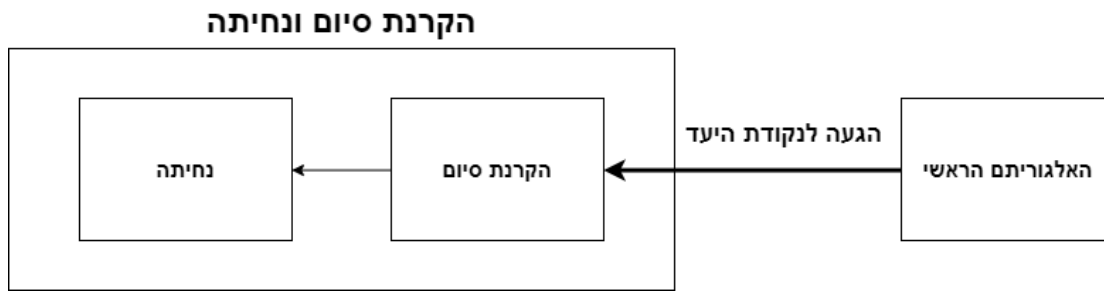 הקרנת סיום ונחיתה
האלגוריתם הראשי
הגעה לנקודת היעד
הקרנת סיום
נחיתה